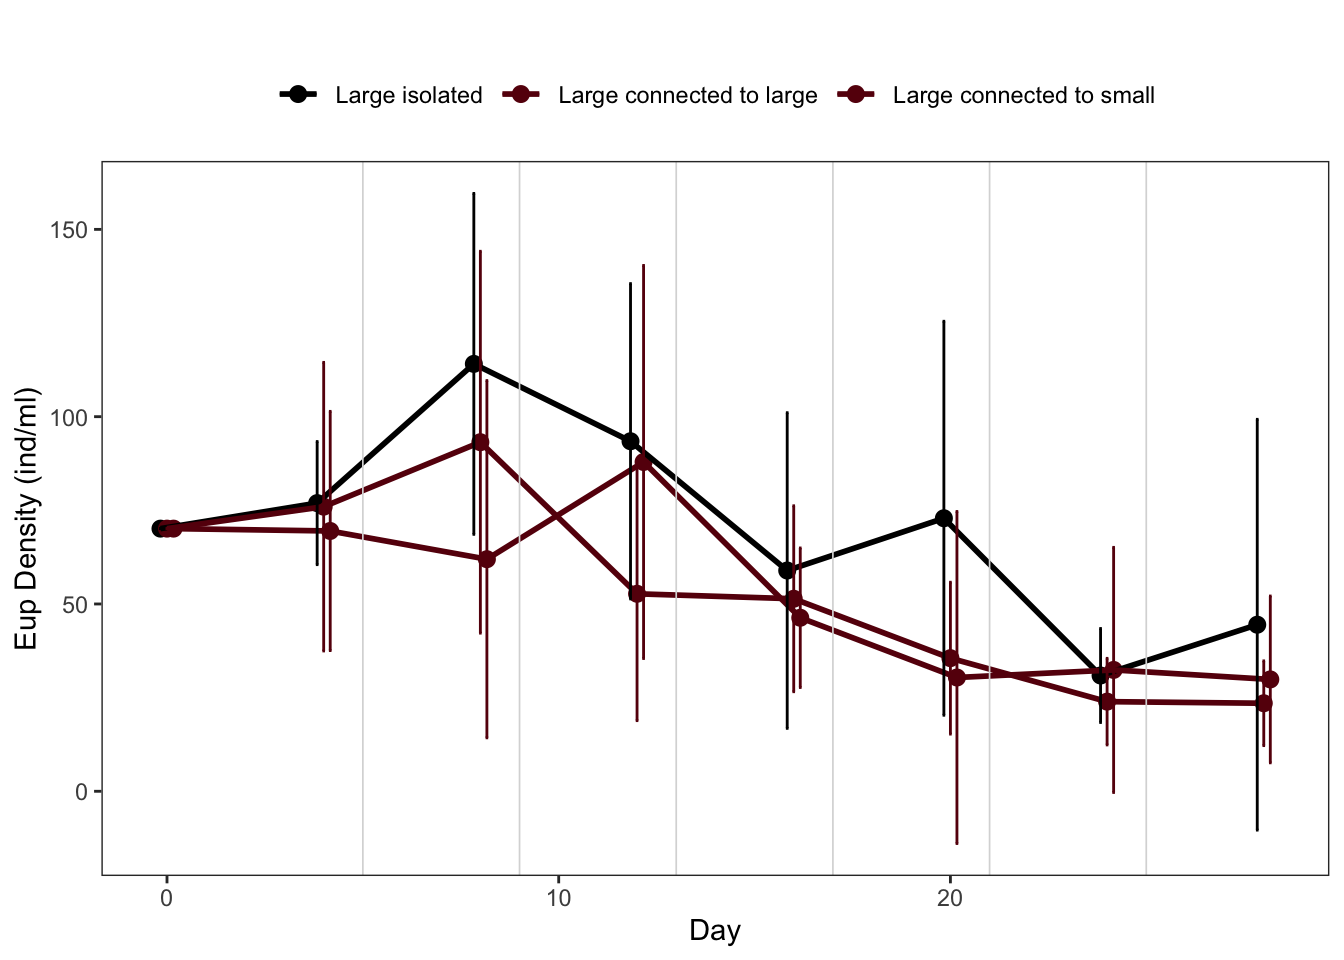 Large isolated Large connected to large Large connected to small
150
100
50
0
Eup Density (ind/ml)
0 10 20
Day